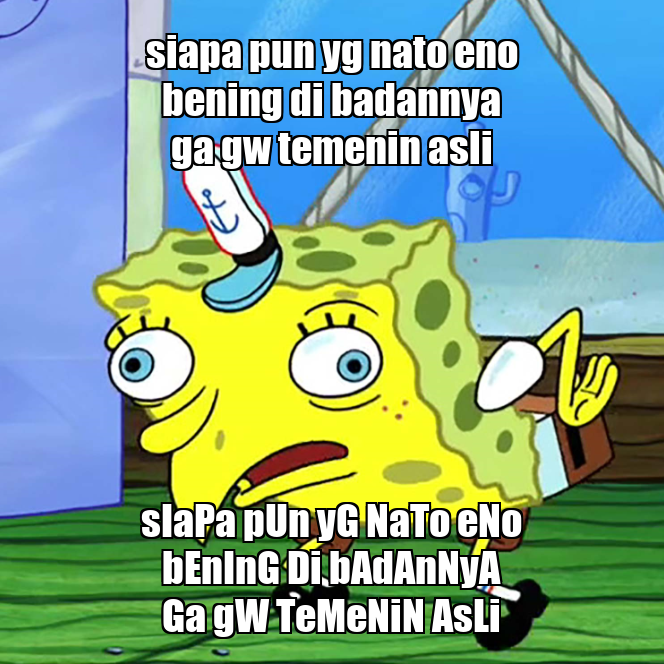 siapa pun yg nato eno
bening di badannya
ga gw temenin asli
sIaPa pUn yG NaTo eNo
bEnInG Di bAdAnNyA
Ga gW TeMeNiN AsLi